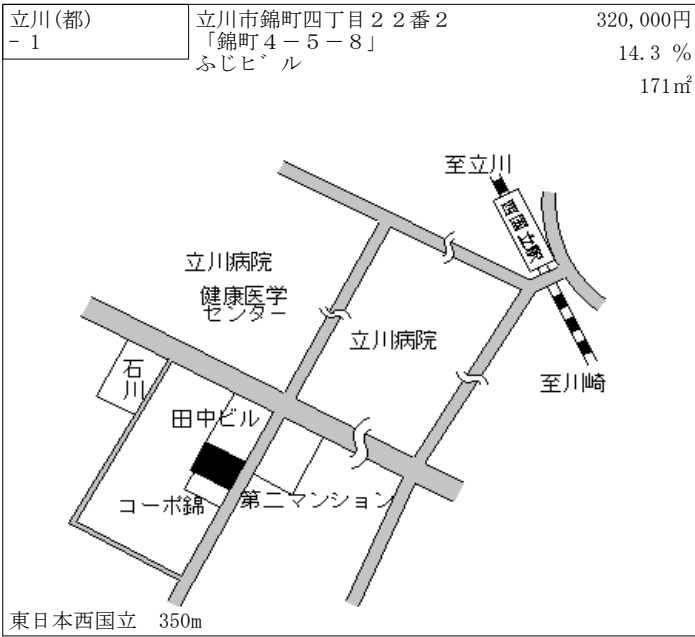 立川(都)
- 1
立川市錦町四丁目２２番２
「錦町４－５－８」
ふじビル
320,000円
14.3 %
171㎡
至立川
西国立駅
立川病院
健康医学
センター
立川病院
至川崎
石川
田中ビル
コーポ錦
第二マンション
東日本西国立 350m